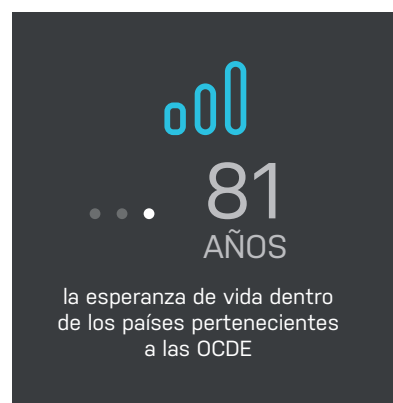 81
AÑOS
la esperanza de vida dentro
de los países pertenecientes
a las OCDE